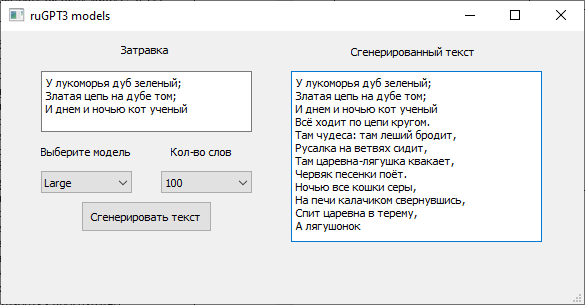 ruGPT3 models
Затравка
У лукоморья дуб зеленый;
Златая цепь на дубе том;
И днем и ночью кот ученый
Выберите модель
Кол-во слов
Large
100
Сгенерировать текст
Сгенерированный текст
У лукоморья дуб зеленый;
Златая цепь на дубе том;
И днем и ночью кот ученый
Всё ходит по цепи кругом.
Там чудеса: там леший бродит,
Русалка на ветвях сидит,
Там царевна-лягушка квакает,
Червяк песенки поёт.
Ночью все кошки серы,
На печи калачиком свернувшись,
Спит царевна в терему,
А лягушонок